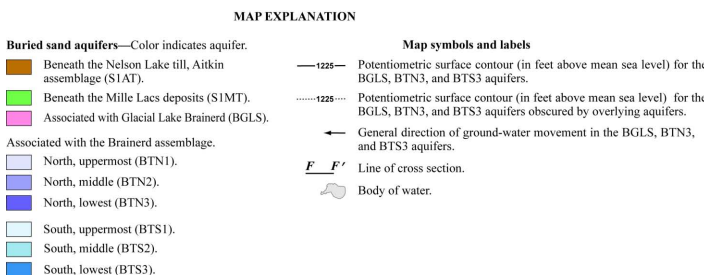 MAP EXPLANATION
Buried sand aquifers—Color indicates aquifer.
Beneath the Nelson Lake till, Aitkin
assemblage (S1AT).
Beneath the Mille Lacs deposits (S1MT).
Associated with Glacial Lake Brainerd (BGLS).
Associated with the Brainerd assemblage.
North, uppermost (BTN1).
North, middle (BTN2).
North, lowest (BTN3).
South, uppermost (BTS1).
South, middle (BTS2).
South, lowest (BTS3).
Map symbols and labels
1225 Potentiometric surface contour (in feet above mean sea level) for the
BGLS, BTN3, and BTS3 aquifers.
1225 Potentiometric surface contour (in feet above mean sea level) for the
BGLS, BTN3, and BTS3 aquifers obscured by overlying aquifers.
General direction of ground-water movement in the BGLS, BTN3,
and BTS3 aquifers.
F F′ Line of cross section.
Body of water.